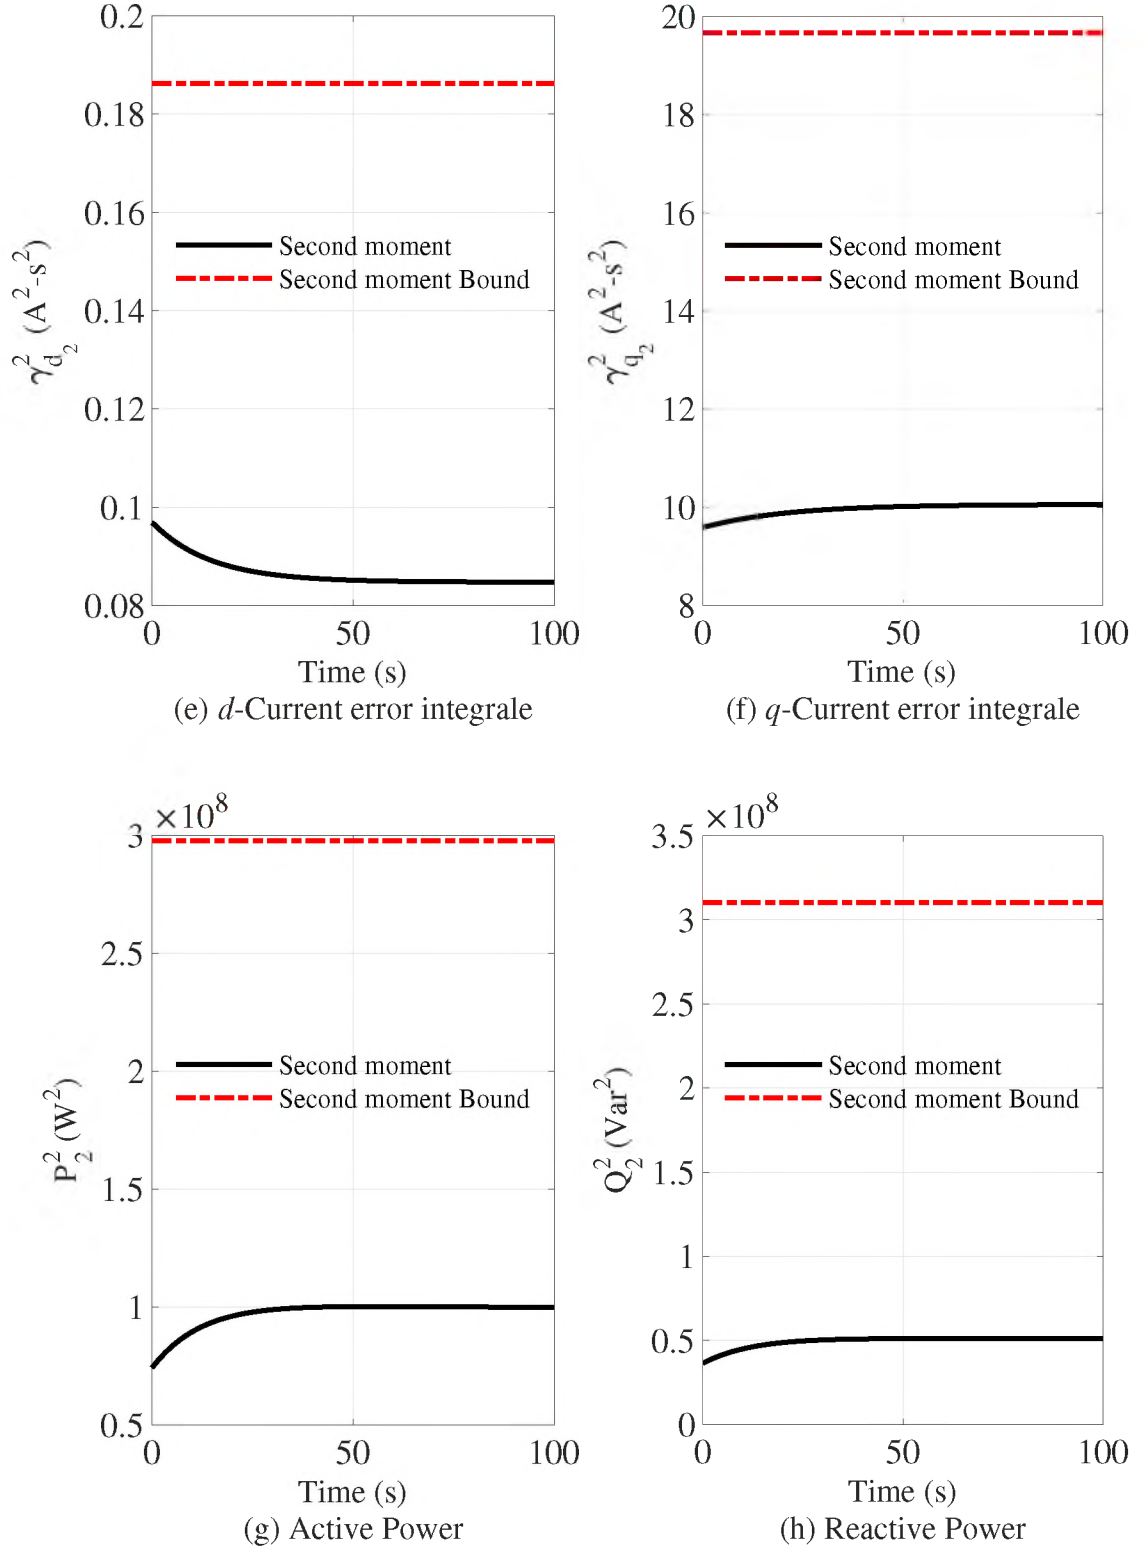 0.2
0.18
0.16
0.14
0.12
0.1
0.08
γ²d₂ (A²-s²)
Second moment
Second moment Bound
0 50 100
Time (s)
(e) d-Current error integrale
20
18
16
14
12
10
8
γ²q₂ (A²-s²)
Second moment
Second moment Bound
0 50 100
Time (s)
(f) q-Current error integrale
×10⁸
3
2.5
2
1.5
1
0.5
P₂² (W²)
Second moment
Second moment Bound
0 50 100
Time (s)
(g) Active Power
×10⁸
3.5
3
2.5
2
1.5
1
0.5
0
Q₂² (Var²)
Second moment
Second moment Bound
0 50 100
Time (s)
(h) Reactive Power